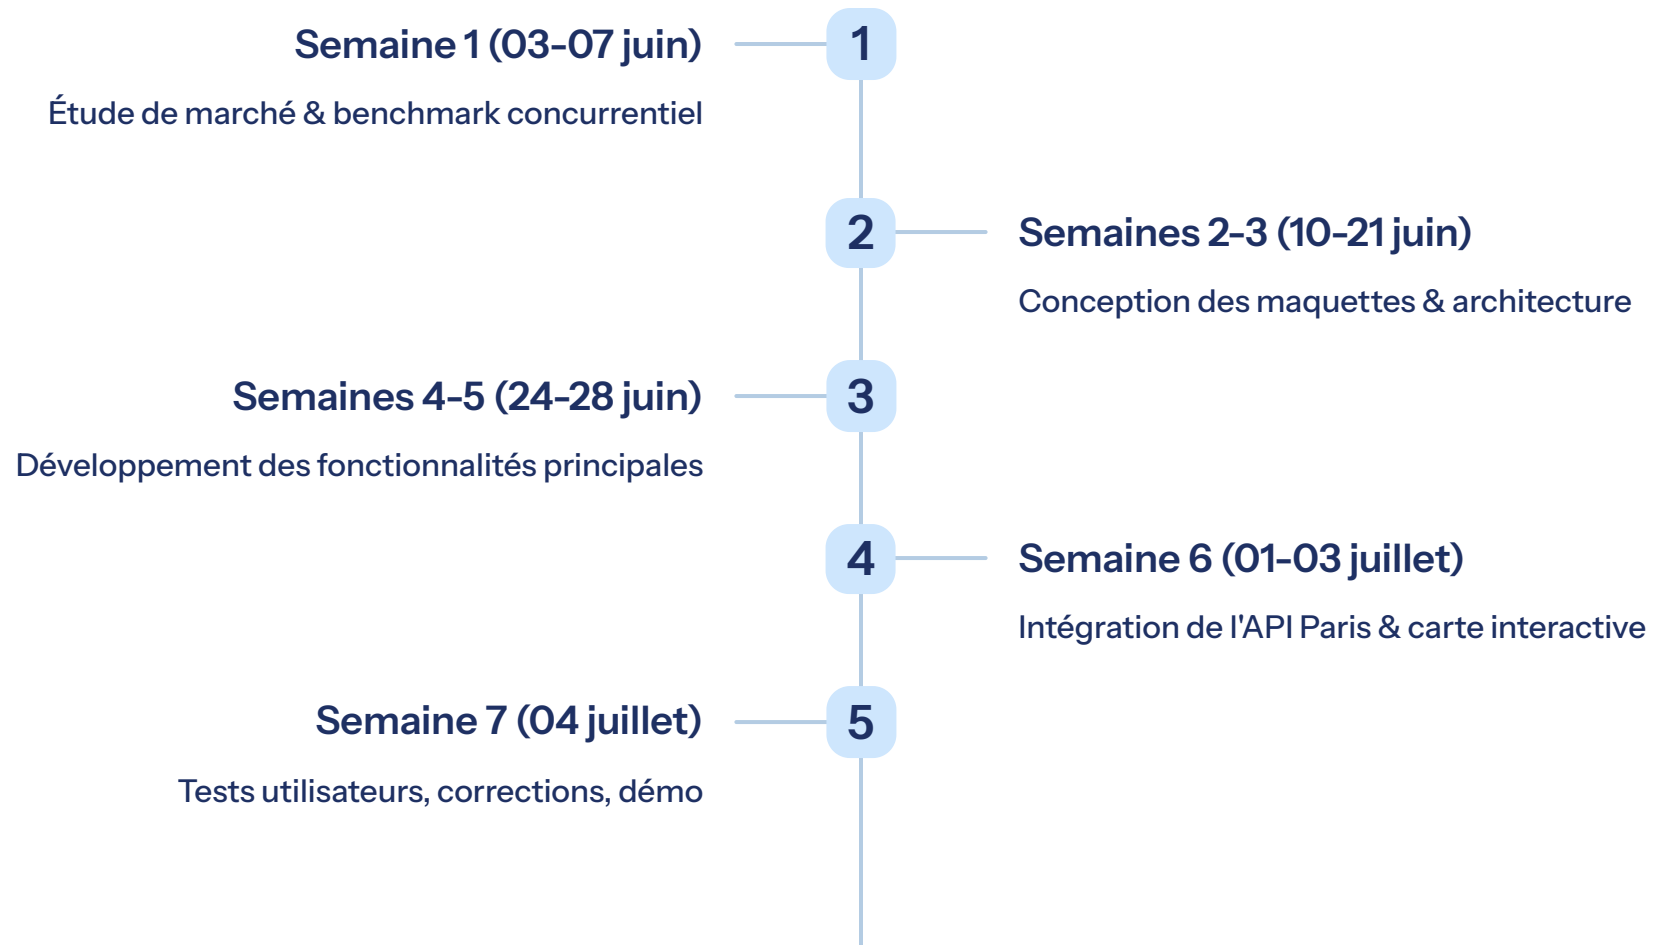 Semaine 1 (03-07 juin)
1
Étude de marché & benchmark concurrentiel
2
Semaines 2-3 (10-21 juin)
Conception des maquettes & architecture
Semaines 4-5 (24-28 juin)
3
Développement des fonctionnalités principales
4
Semaine 6 (01-03 juillet)
Intégration de l'API Paris & carte interactive
Semaine 7 (04 juillet)
5
Tests utilisateurs, corrections, démo